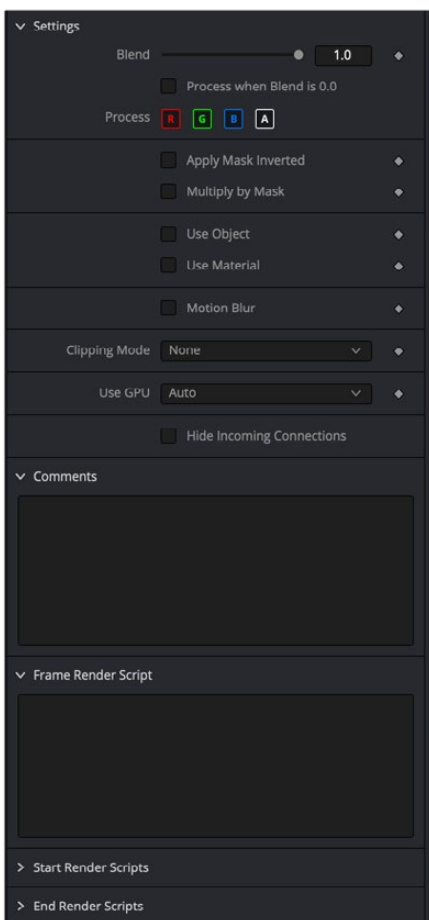 Settings
Blend 1.0
Process when Blend is 0.0
Process R G B A
Apply Mask Inverted
Multiply by Mask
Use Object
Use Material
Motion Blur
Clipping Mode None
Use GPU Auto
Hide Incoming Connections
Comments
Frame Render Script
Start Render Scripts
End Render Scripts